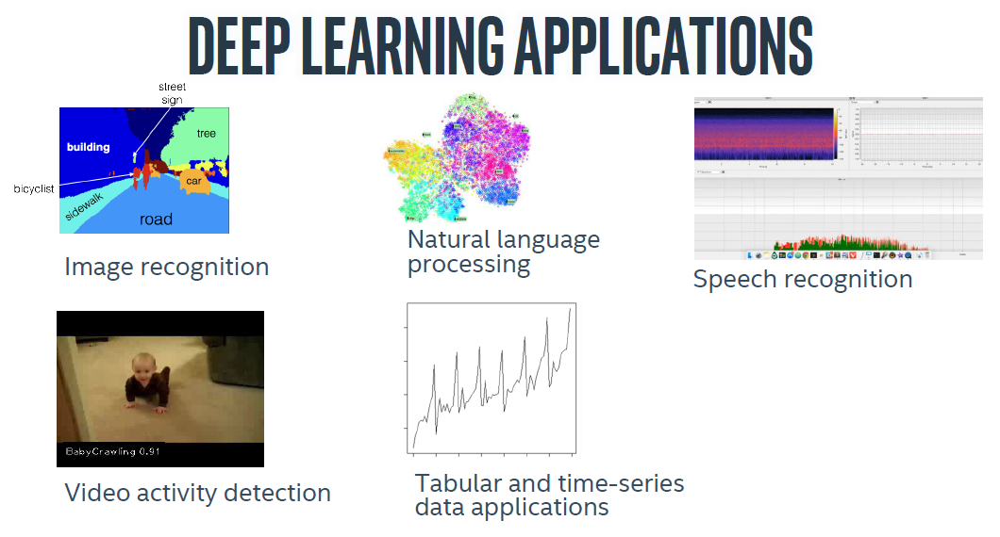 DEEP LEARNING APPLICATIONS
street
sign
building
tree
bicyclist
car
sidewalk
road
Image recognition
Natural language
processing
Speech recognition
BabyCrawling 0.91
Video activity detection
Tabular and time-series
data applications